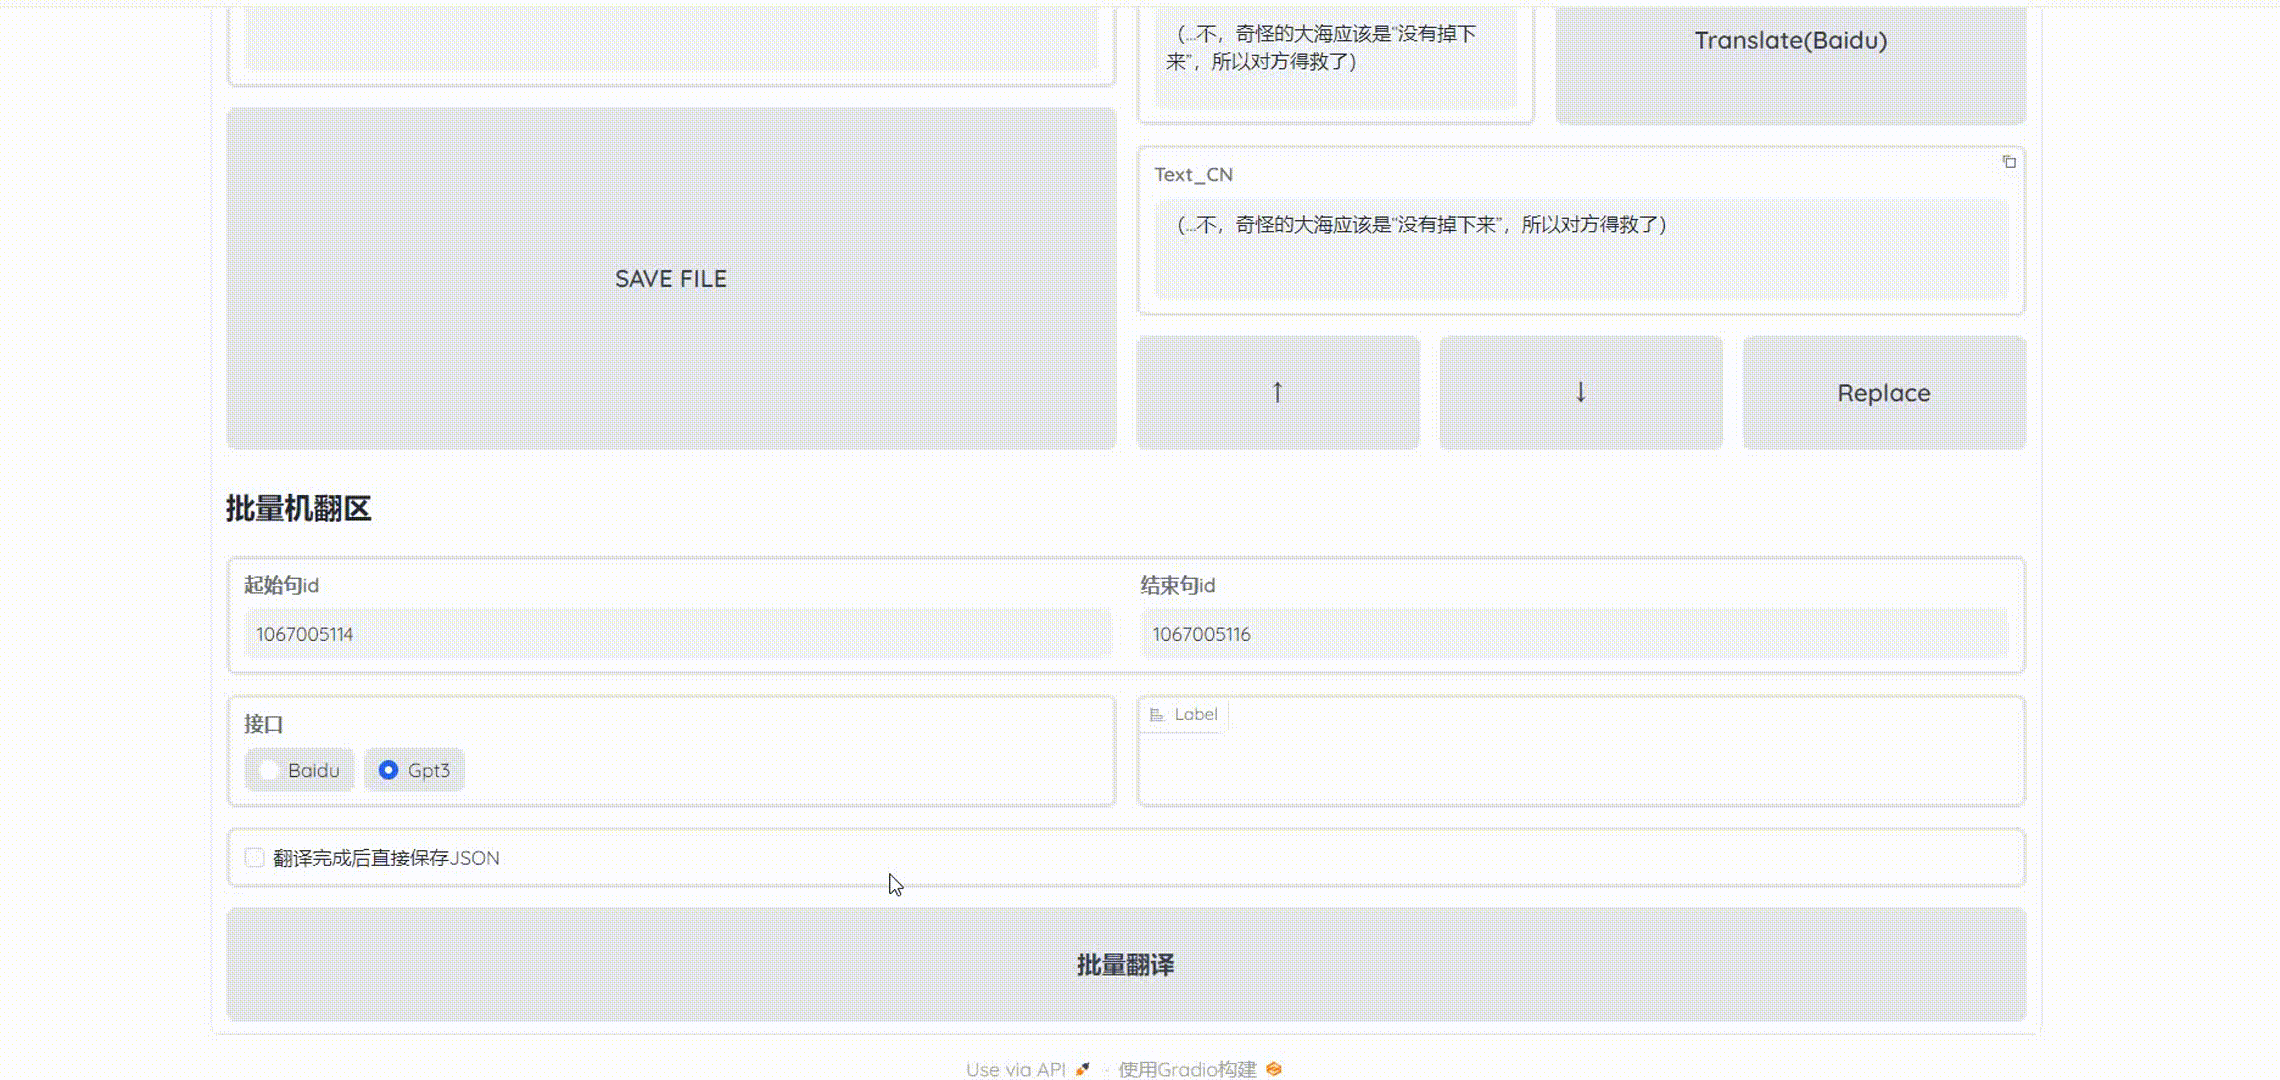 (...不，奇怪的大海应该是“没有掉下
来”，所以对方得救了)
Translate(Baidu)
SAVE FILE
Text_CN
(...不，奇怪的大海应该是“没有掉下来”，所以对方得救了)
↑
↓
Replace
批量机翻区
起始句id
结束句id
1067005114
1067005116
接口
Label
Baidu
Gpt3
翻译完成后直接保存JSON
批量翻译
Use via API 🚀 · 使用Gradio构建